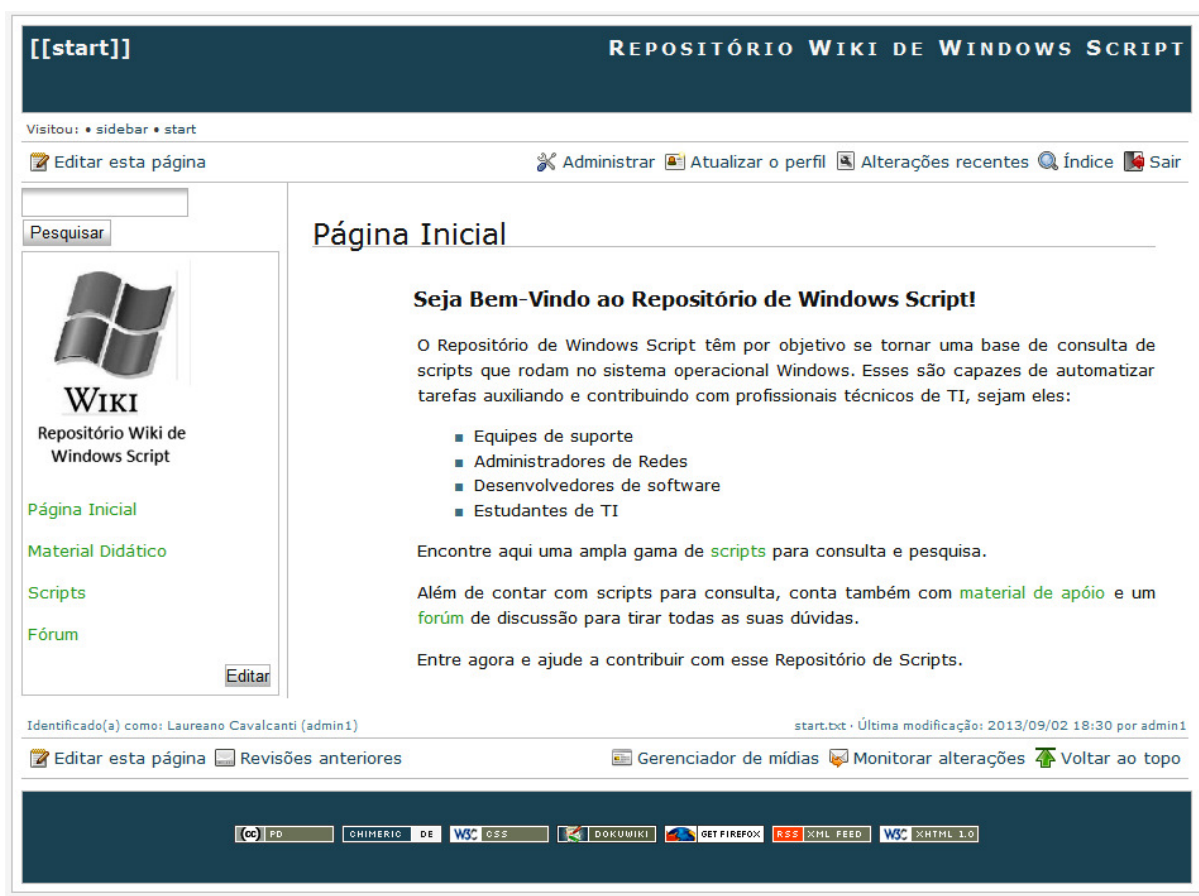 [[start]]
Repositório Wiki de Windows Script
Visitou: • sidebar • start
Editar esta página
Administrar Atualizar o perfil Alterações recentes Índice Sair
Pesquisar
Wiki
Repositório Wiki de
Windows Script
Página Inicial
Material Didático
Scripts
Fórum
Editar
Página Inicial
Seja Bem-Vindo ao Repositório de Windows Script!
O Repositório de Windows Script têm por objetivo se tornar uma base de consulta de
scripts que rodam no sistema operacional Windows. Esses são capazes de automatizar
tarefas auxiliando e contribuindo com profissionais técnicos de TI, sejam eles:
Equipes de suporte
Administradores de Redes
Desenvolvedores de software
Estudantes de TI
Encontre aqui uma ampla gama de scripts para consulta e pesquisa.
Além de contar com scripts para consulta, conta também com material de apóio e um
forúm de discussão para tirar todas as suas dúvidas.
Entre agora e ajude a contribuir com esse Repositório de Scripts.
Identificado(a) como: Laureano Cavalcanti (admin1)
start.txt · Última modificação: 2013/09/02 18:30 por admin1
Editar esta página Revisões anteriores
Gerenciador de mídias Monitorar alterações Voltar ao topo
(cc) PD CHIMERIC DE W3C CSS DOKUWIKI GET FIREFOX RSS XML FEED W3C XHTML 1.0